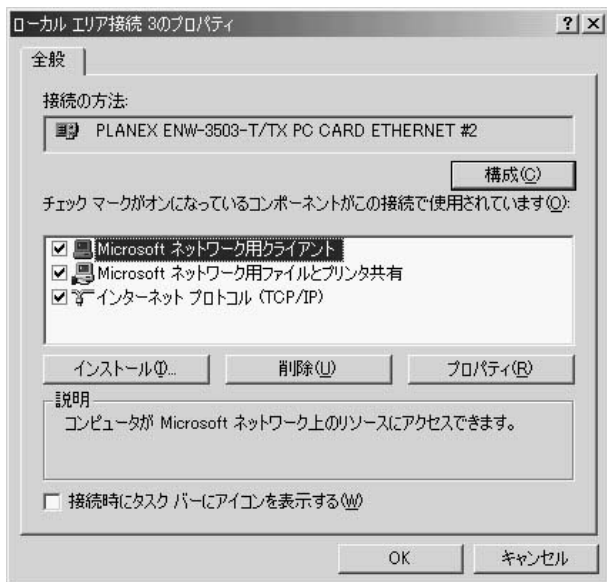 ローカル エリア接続 3のプロパティ
全般
接続の方法:
PLANEX ENW-3503-T/TX PC CARD ETHERNET #2
構成(C)
チェック マークがオンになっているコンポーネントがこの接続で使用されています(O):
Microsoft ネットワーク用クライアント
Microsoft ネットワーク用ファイルとプリンタ共有
インターネット プロトコル (TCP/IP)
インストール(I)...
削除(U)
プロパティ(R)
説明
コンピュータが Microsoft ネットワーク上のリソースにアクセスできます。
接続時にタスク バーにアイコンを表示する(W)
OK
キャンセル